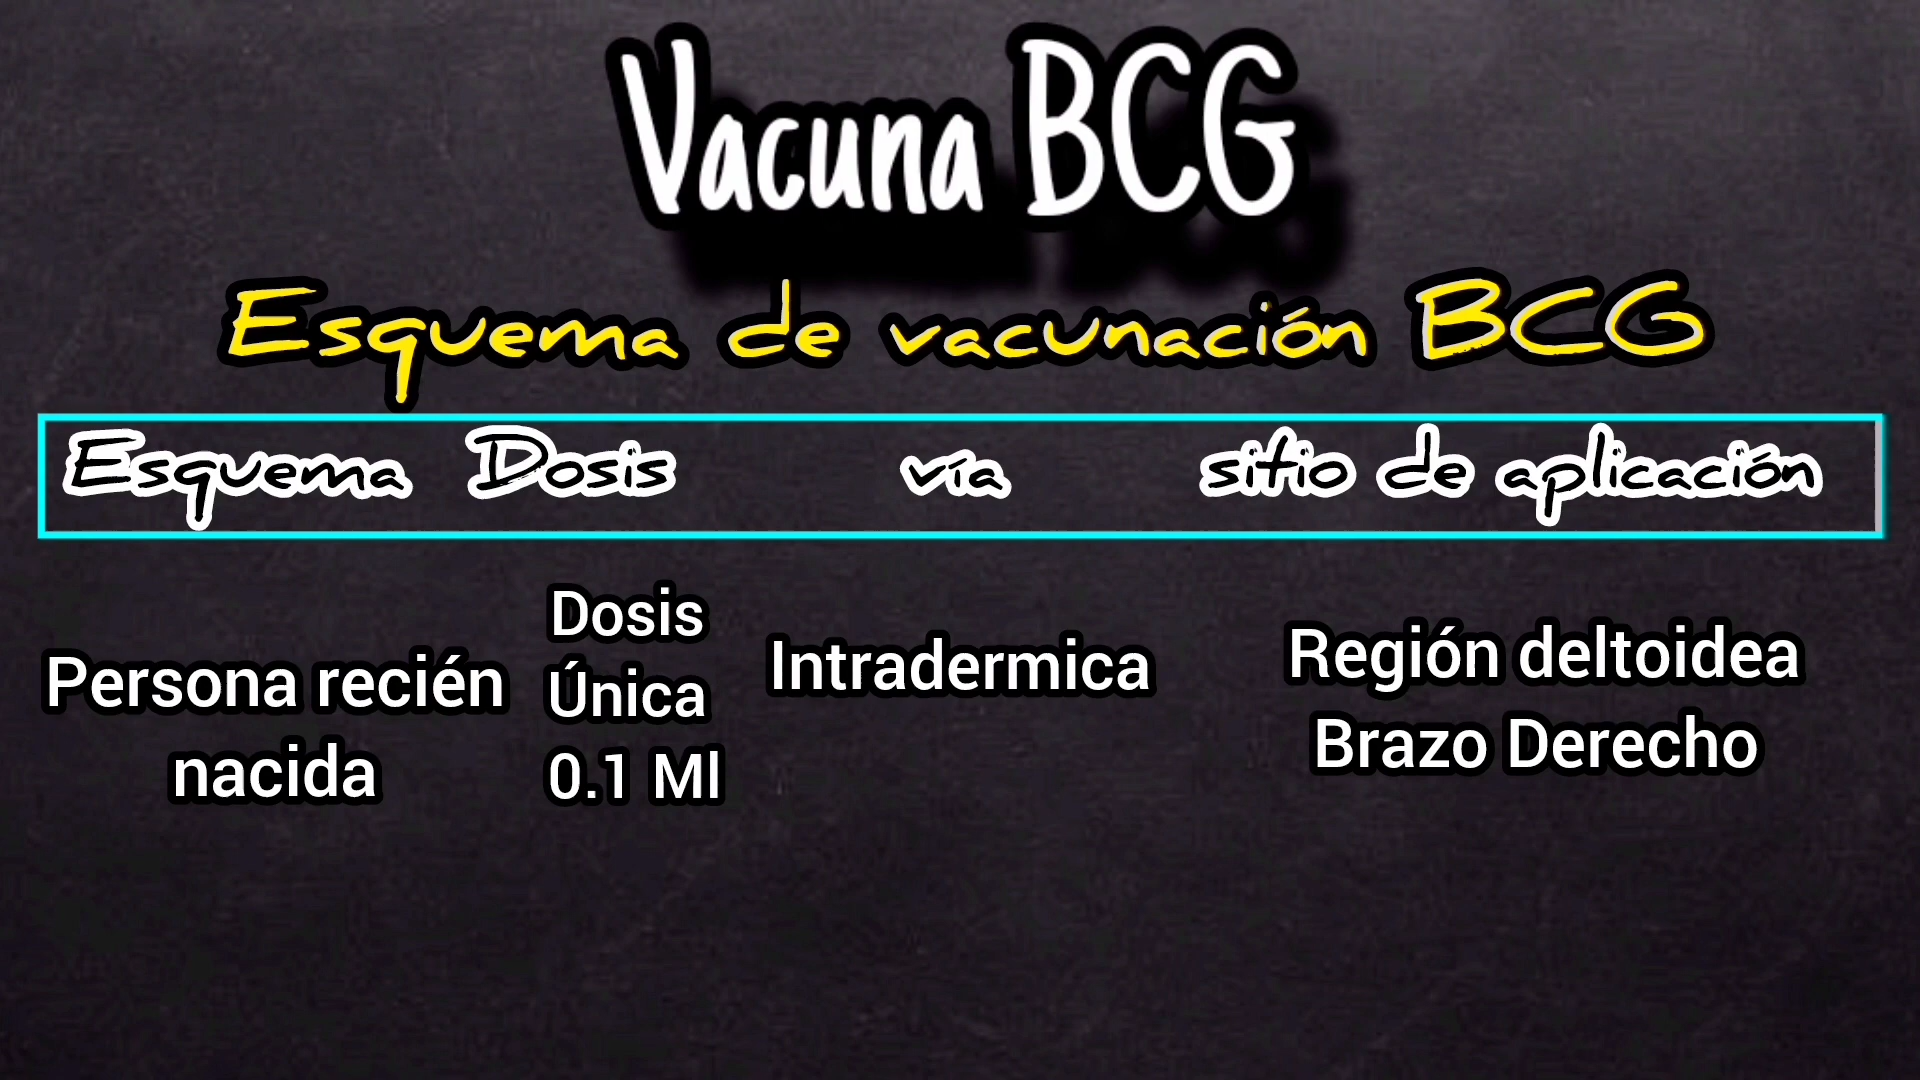 Vacuna BCG
Esquema de vacunación BCG
Esquema Dosis vía sitio de aplicación
Persona recién
nacida
Dosis
Única
0.1 Ml
Intradermica
Región deltoidea
Brazo Derecho